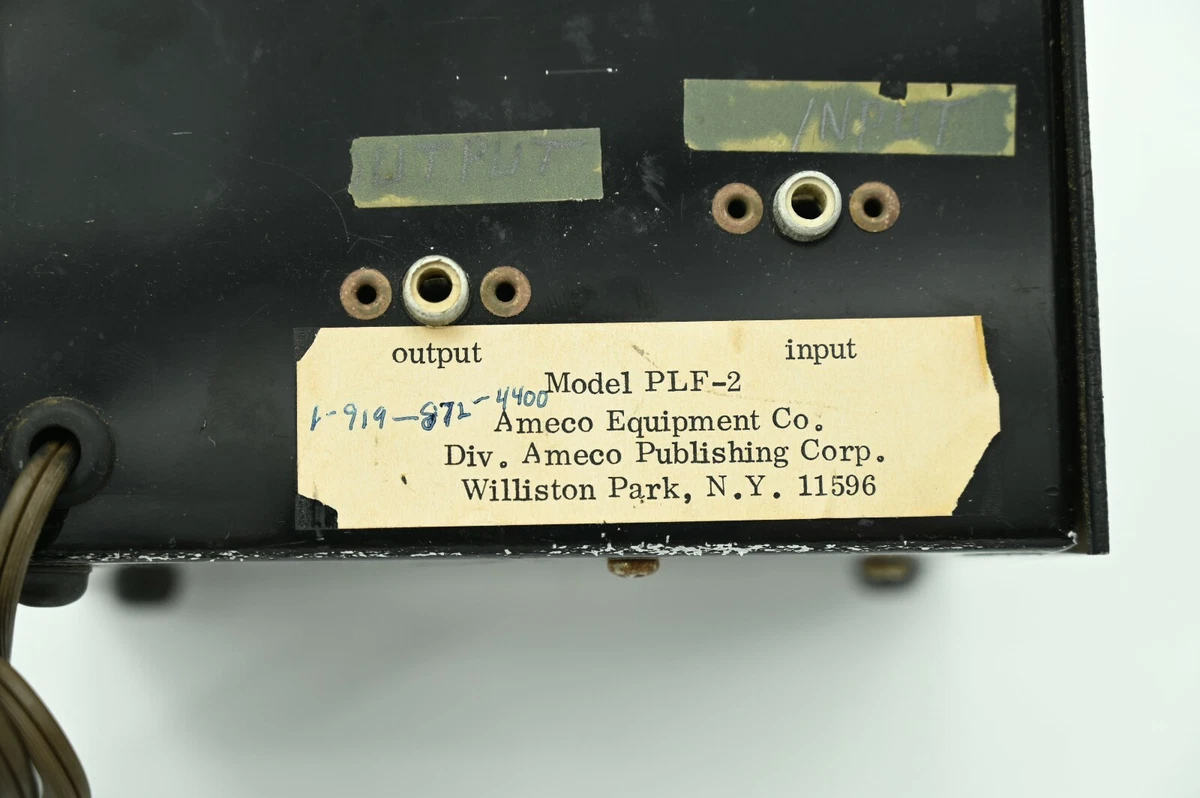 INPUT
UTPUT
output input
Model PLF-2
1-919-872-4400
Ameco Equipment Co.
Div. Ameco Publishing Corp.
Williston Park, N.Y. 11596